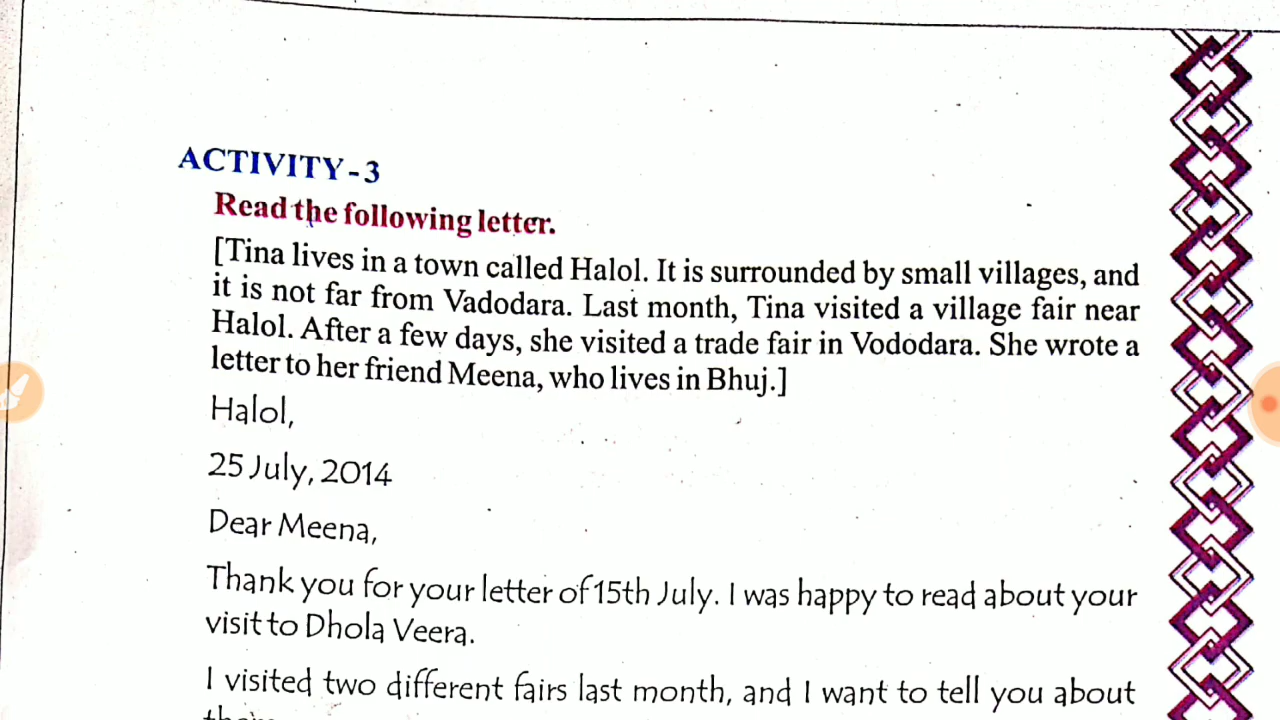 ACTIVITY-3
Read the following letter.
[Tina lives in a town called Halol. It is surrounded by small villages, and
it is not far from Vadodara. Last month, Tina visited a village fair near
Halol. After a few days, she visited a trade fair in Vododara. She wrote a
letter to her friend Meena, who lives in Bhuj.]
Halol,
25 July, 2014
Dear Meena,
Thank you for your letter of 15th July. I was happy to read about your
visit to Dhola Veera.
I visited two different fairs last month, and I want to tell you about